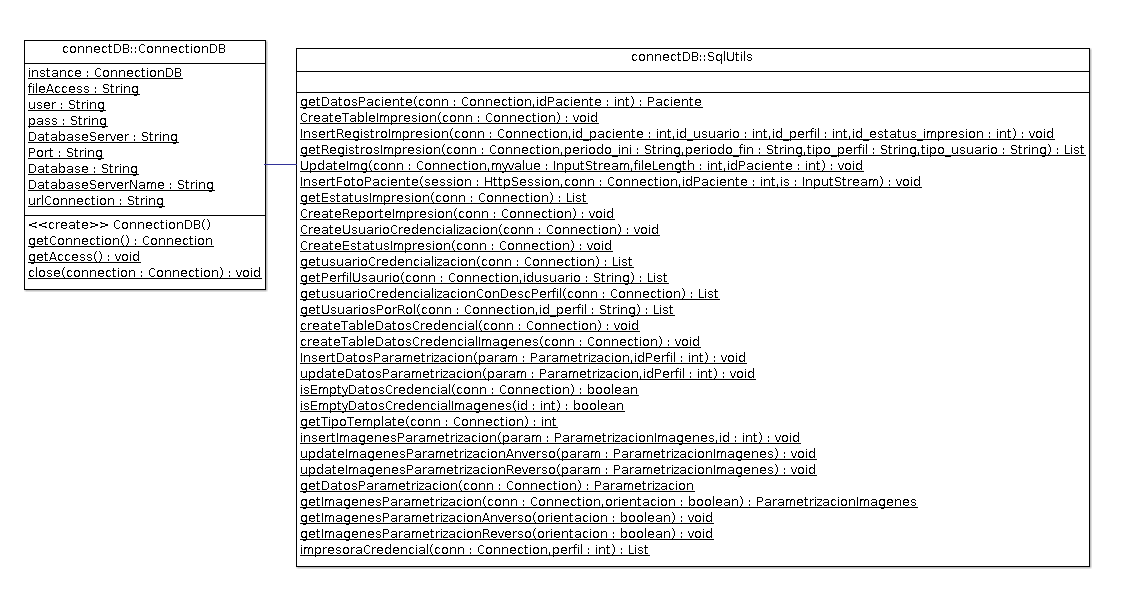 connectDB::ConnectionDB
instance : ConnectionDB
fileAccess : String
user : String
pass : String
DatabaseServer : String
Port : String
Database : String
DatabaseServerName : String
urlConnection : String
<<create>> ConnectionDB()
getConnection() : Connection
getAccess() : void
close(connection : Connection) : void
connectDB::SqlUtils
getDatosPaciente(conn : Connection,idPaciente : int) : Paciente
CreateTableImpresion(conn : Connection) : void
InsertRegistroImpresion(conn : Connection,id_paciente : int,id_usuario : int,id_perfil : int,id_estatus_impresion : int) : void
getRegistrosImpresion(conn : Connection,periodo_ini : String,periodo_fin : String,tipo_perfil : String,tipo_usuario : String) : List
UpdateImg(conn : Connection,myvalue : InputStream,fileLength : int,idPaciente : int) : void
InsertFotoPaciente(session : HttpSession,conn : Connection,idPaciente : int,is : InputStream) : void
getEstatusImpresion(conn : Connection) : List
CreateReporteImpresion(conn : Connection) : void
CreateUsuarioCredencializacion(conn : Connection) : void
CreateEstatusImpresion(conn : Connection) : void
getusuarioCredencializacion(conn : Connection) : List
getPerfilUsaurio(conn : Connection,idusuario : String) : List
getusuarioCredencializacionConDescPerfil(conn : Connection) : List
getUsuariosPorRol(conn : Connection,id_perfil : String) : List
createTableDatosCredencial(conn : Connection) : void
createTableDatosCredencialImagenes(conn : Connection) : void
InsertDatosParametrizacion(param : Parametrizacion,idPerfil : int) : void
updateDatosParametrizacion(param : Parametrizacion,idPerfil : int) : void
isEmptyDatosCredencial(conn : Connection) : boolean
isEmptyDatosCredencialImagenes(id : int) : boolean
getTipoTemplate(conn : Connection) : int
insertImagenesParametrizacion(param : ParametrizacionImagenes,id : int) : void
updateImagenesParametrizacionAnverso(param : ParametrizacionImagenes) : void
updateImagenesParametrizacionReverso(param : ParametrizacionImagenes) : void
getDatosParametrizacion(conn : Connection) : Parametrizacion
getImagenesParametrizacion(conn : Connection,orientacion : boolean) : ParametrizacionImagenes
getImagenesParametrizacionAnverso(orientacion : boolean) : void
getImagenesParametrizacionReverso(orientacion : boolean) : void
impresoraCredencial(conn : Connection,perfil : int) : List